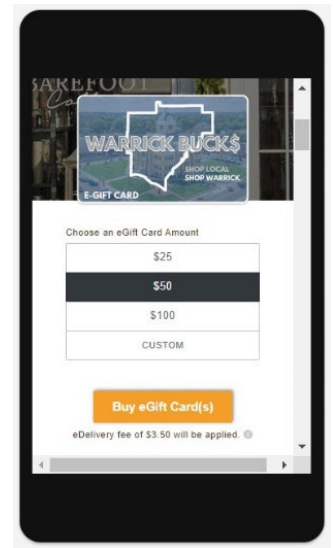 BAREFOOT
WARRICK BUCK$
SHOP LOCAL
SHOP WARRICK
E-GIFT CARD
Choose an eGift Card Amount
$25
$50
$100
CUSTOM
Buy eGift Card(s)
eDelivery fee of $3.50 will be applied.